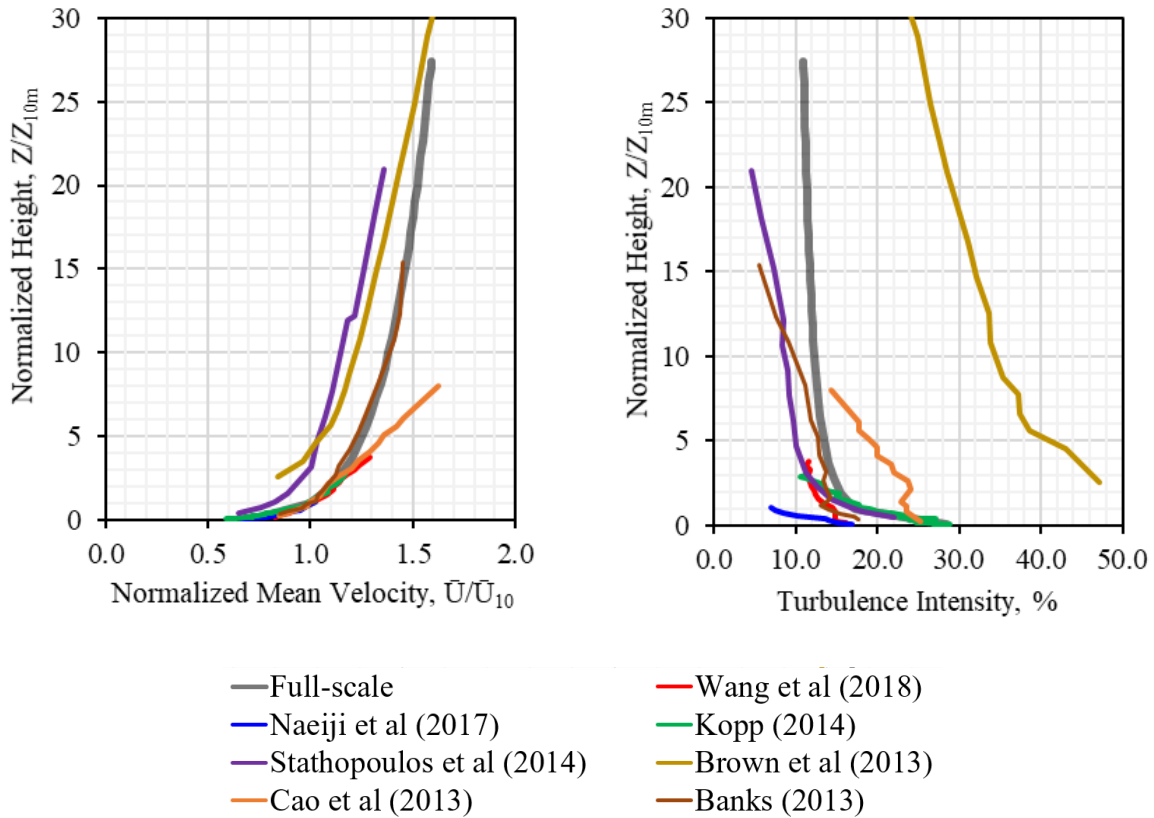 30
25
20
15
10
5
0
Normalized Height, Z/Z10m
0.0 0.5 1.0 1.5 2.0
Normalized Mean Velocity, Ū/Ū10
30
25
20
15
10
5
0
Normalized Height, Z/Z10m
0.0 10.0 20.0 30.0 40.0 50.0
Turbulence Intensity, %
Full-scale
Wang et al (2018)
Naeiji et al (2017)
Kopp (2014)
Stathopoulos et al (2014)
Brown et al (2013)
Cao et al (2013)
Banks (2013)